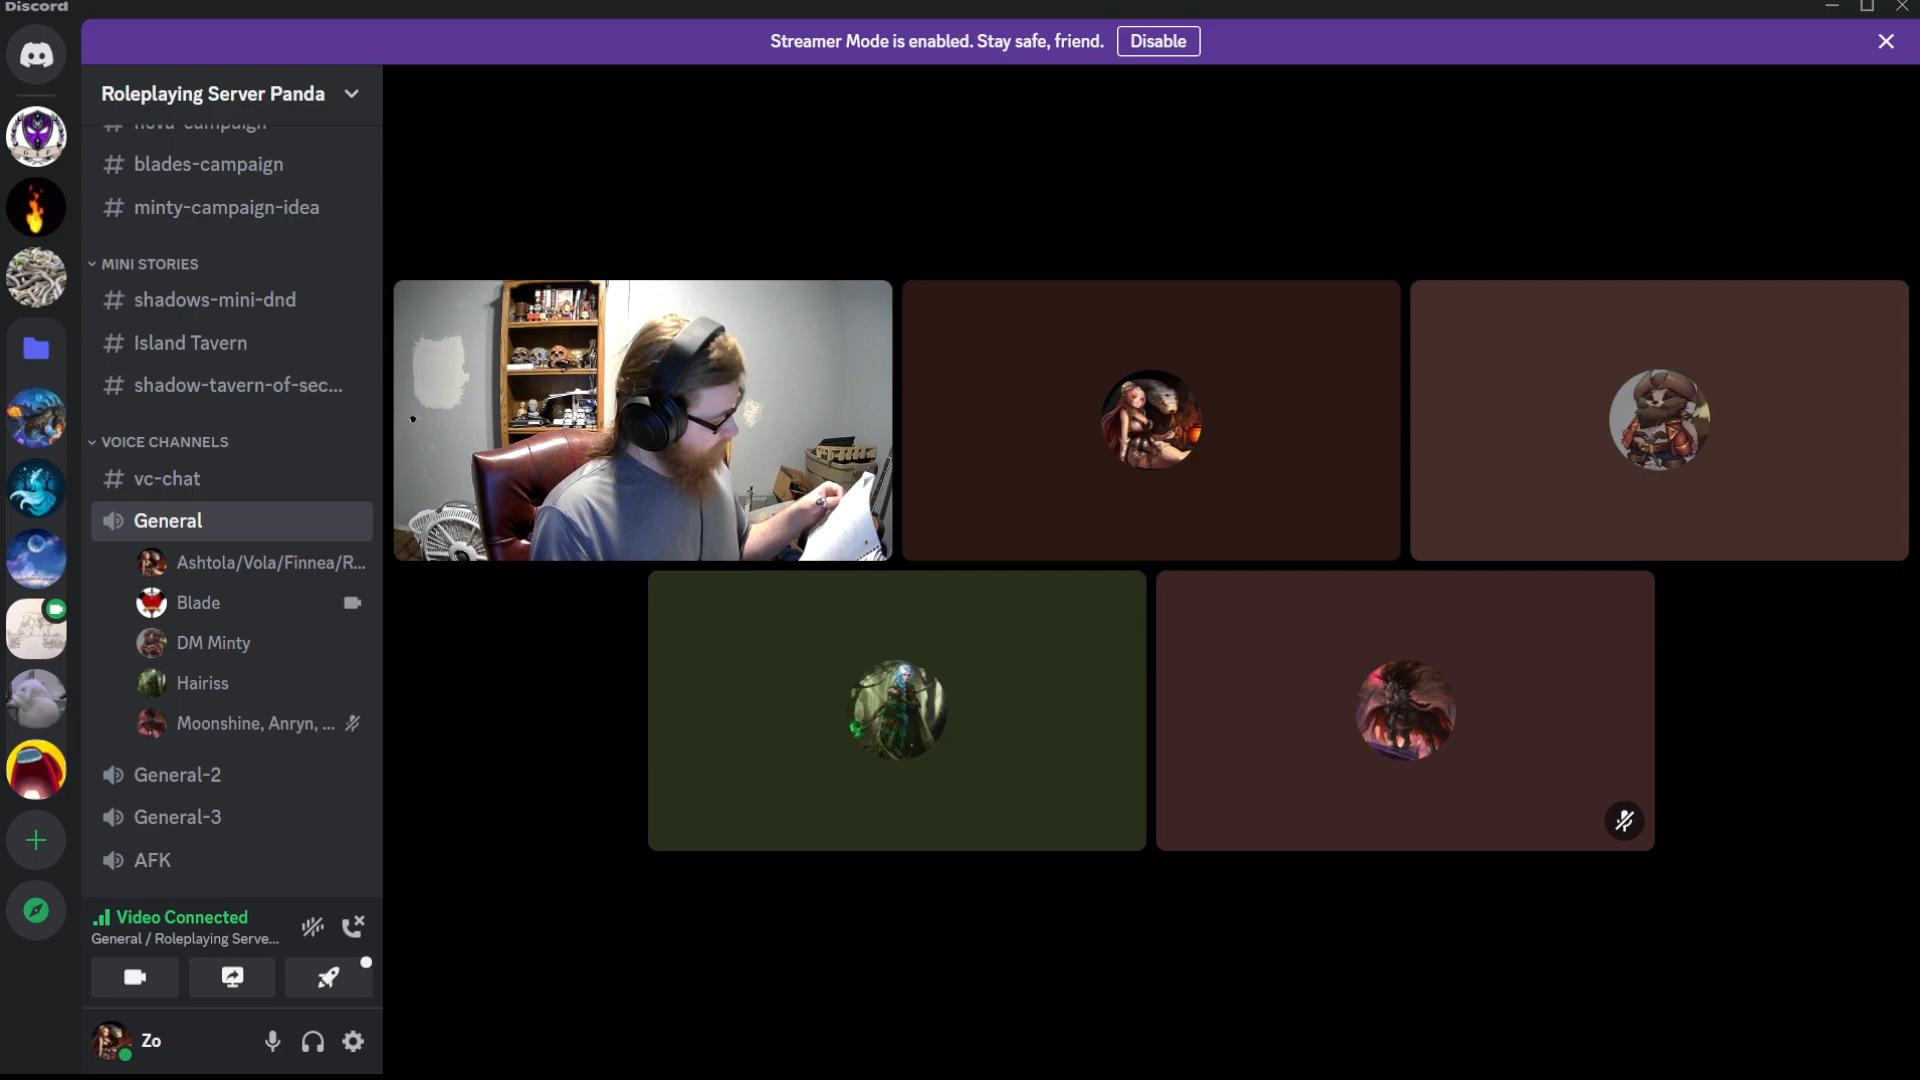 Discord
Streamer Mode is enabled. Stay safe, friend.
Disable
Roleplaying Server Panda
nova-campaign
blades-campaign
minty-campaign-idea
MINI STORIES
shadows-mini-dnd
Island Tavern
shadow-tavern-of-sec...
VOICE CHANNELS
vc-chat
General
Ashtola/Vola/Finnea/R...
Blade
DM Minty
Hairiss
Moonshine, Anryn, ...
General-2
General-3
AFK
Video Connected
General / Roleplaying Serve...
Zo